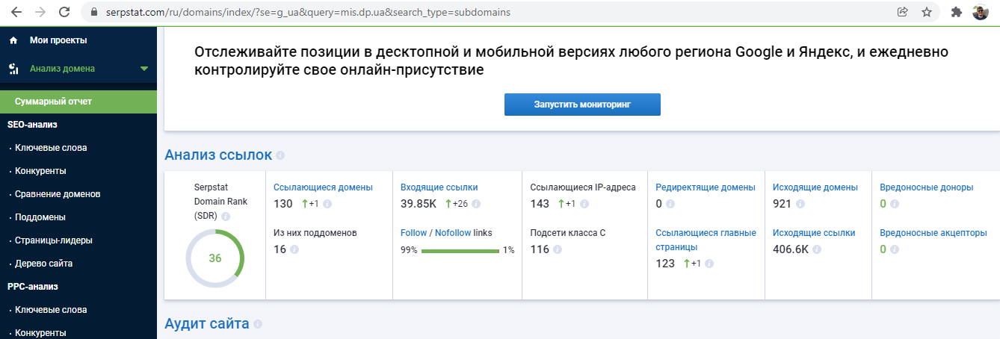 serpstat.com/ru/domains/index/?se=g_ua&query=mis.dp.ua&search_type=subdomains
Мои проекты
Анализ домена
Суммарный отчет
SEO-анализ
· Ключевые слова
· Конкуренты
· Сравнение доменов
· Поддомены
· Страницы-лидеры
· Дерево сайта
PPC-анализ
· Ключевые слова
· Конкуренты
Отслеживайте позиции в десктопной и мобильной версиях любого региона Google и Яндекс, и ежедневно
контролируйте свое онлайн-присутствие
Запустить мониторинг
Анализ ссылок
Serpstat
Domain Rank
(SDR)
36
Ссылающиеся домены
130 +1
Из них поддоменов
16
Входящие ссылки
39.85K +26
Follow / Nofollow links
99% 1%
Ссылающиеся IP-адреса
143 +1
Подсети класса C
116
Редиректящие домены
0
Ссылающиеся главные
страницы
123 +1
Исходящие домены
921
Исходящие ссылки
406.6K
Вредоносные доноры
0
Вредоносные акцепторы
0
Аудит сайта